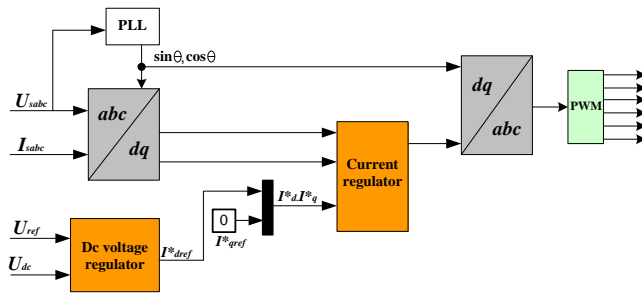 PLL
sinθ,cosθ
Usabc
abc
dq
dq
abc
PWM
Isabc
Current
regulator
I*d.I*q
0
I*qref
Uref
Dc voltage
regulator
I*dref
Udc